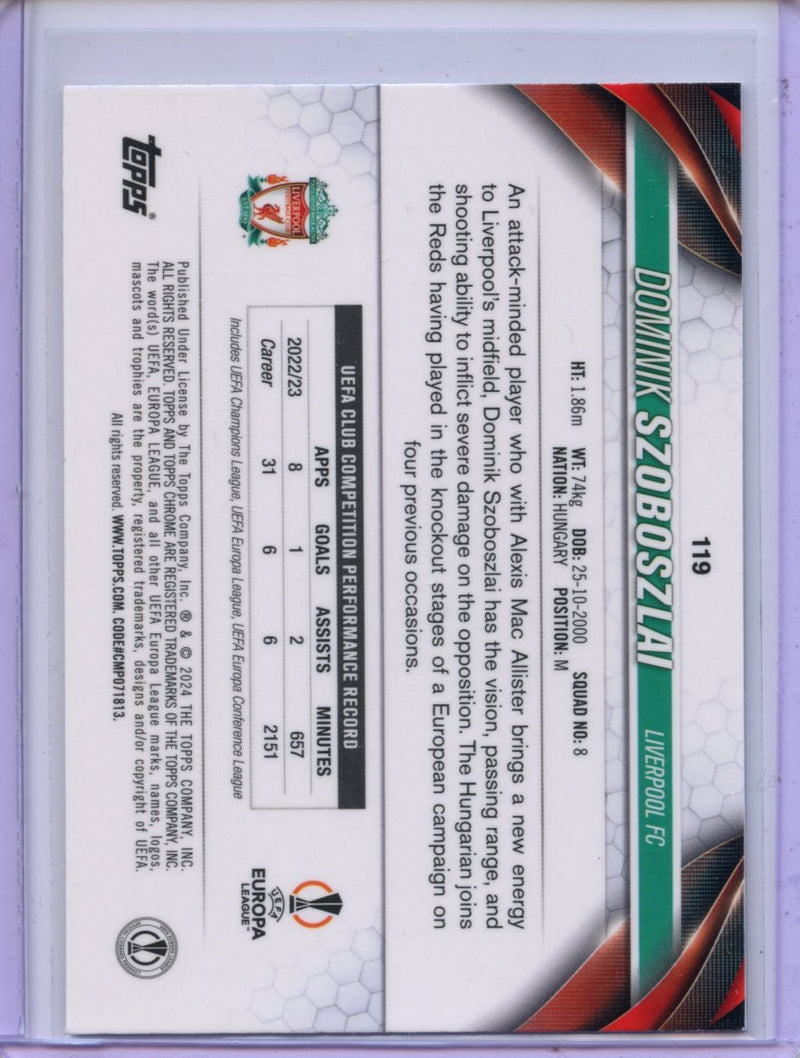 119
DOMINIK SZOBOSZLAI LIVERPOOL FC
HT: 1.86m WT: 74kg DOB: 25-10-2000 SQUAD NO: 8
NATION: HUNGARY POSITION: M
An attack-minded player who with Alexis Mac Allister brings a new energy
to Liverpool's midfield, Dominik Szoboszlai has the vision, passing range, and
shooting ability to inflict severe damage on the opposition. The Hungarian joins
the Reds having played in the knockout stages of a European campaign on
four previous occasions.
LIVERPOOL
UEFA CLUB COMPETITION PERFORMANCE RECORD
APPS GOALS ASSISTS MINUTES
2022/23 8 1 2 657
Career 31 6 6 2151
Includes UEFA Champions League, UEFA Europa League, UEFA Europa Conference League
UEFA
EUROPA
LEAGUE™
topps®
Published Under License by The Topps Company, Inc. ® & © 2024 THE TOPPS COMPANY, INC.
ALL RIGHTS RESERVED. TOPPS AND TOPPS CHROME ARE REGISTERED TRADEMARKS OF THE TOPPS COMPANY, INC.
The word(s) UEFA, EUROPA LEAGUE, and all other UEFA Europa League marks, names, logos,
mascots and trophies are the property, registered trademarks, designs and/or copyright of UEFA.
All rights reserved. WWW.TOPPS.COM. CODE#CMP071813.